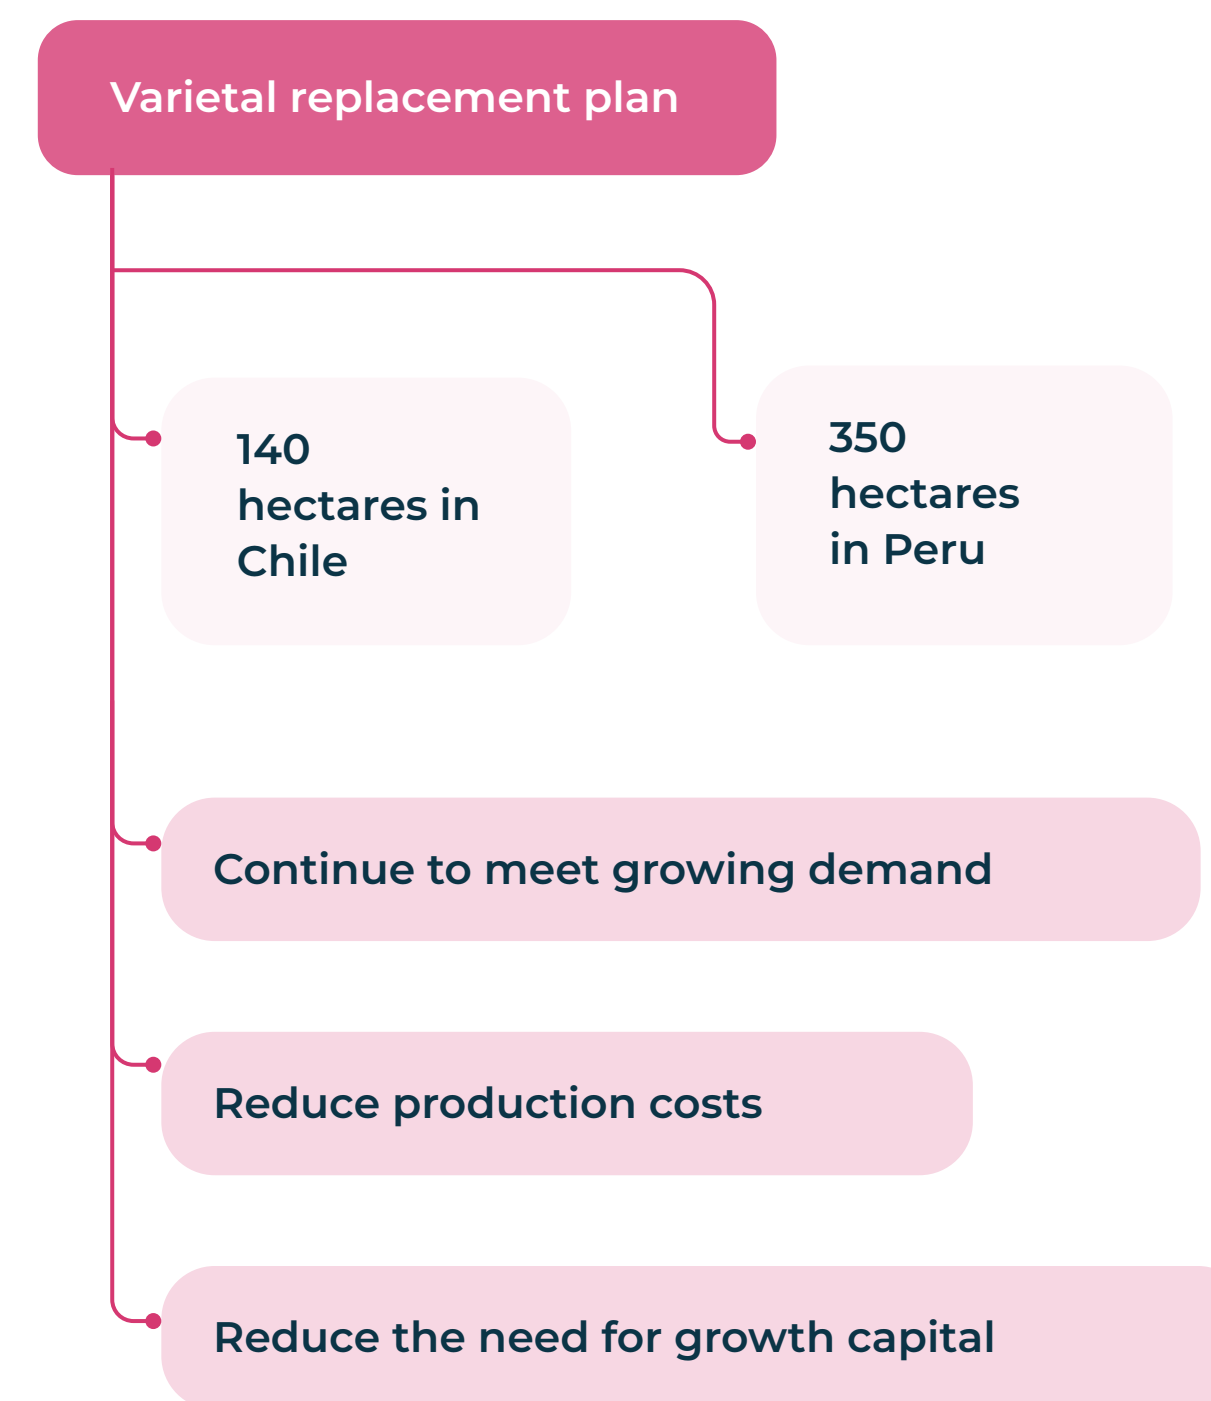 Varietal replacement plan
140
hectares in
Chile
350
hectares
in Peru
Continue to meet growing demand
Reduce production costs
Reduce the need for growth capital